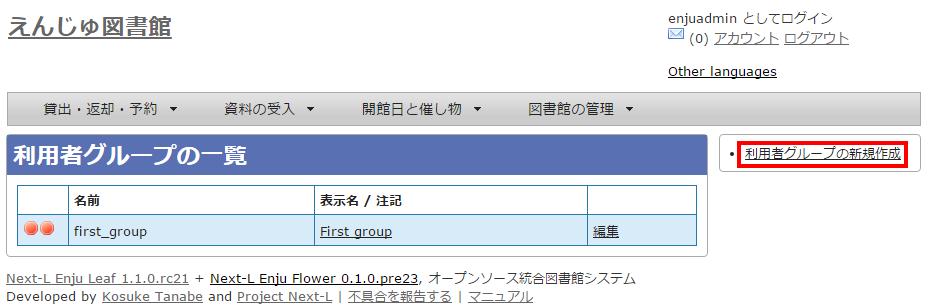 えんじゅ図書館
enjuadmin としてログイン
(0) アカウント ログアウト
Other languages
貸出・返却・予約 資料の受入 開館日と催し物 図書館の管理
利用者グループの一覧
利用者グループの新規作成
名前 表示名 / 注記
first_group First group 編集
Next-L Enju Leaf 1.1.0.rc21 + Next-L Enju Flower 0.1.0.pre23, オープンソース統合図書館システム
Developed by Kosuke Tanabe and Project Next-L | 不具合を報告する | マニュアル